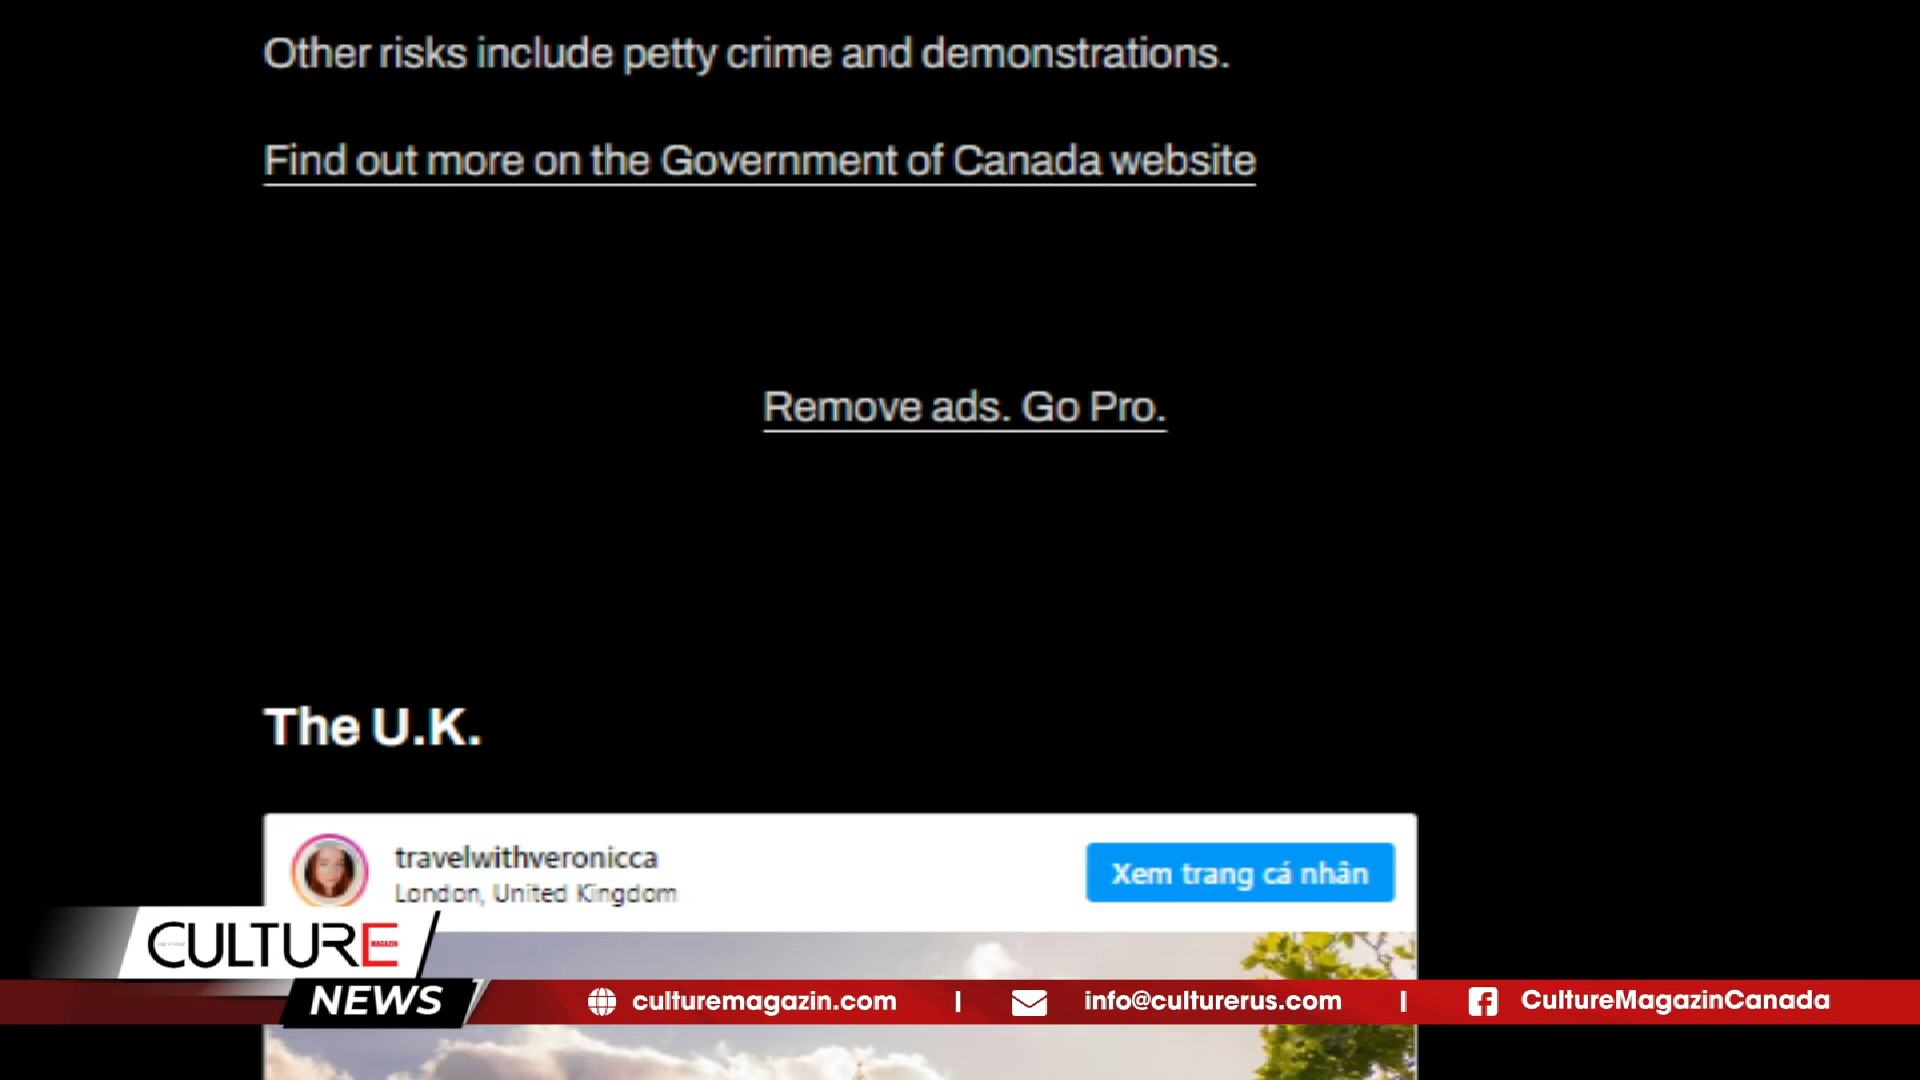 Other risks include petty crime and demonstrations.
Find out more on the Government of Canada website
Remove ads. Go Pro.
The U.K.
travelwithveronicca
London, United Kingdom
Xem trang cá nhân
CULTURE
MAGAZIN
NEWS
culturemagazin.com | info@culturerus.com | CultureMagazinCanada